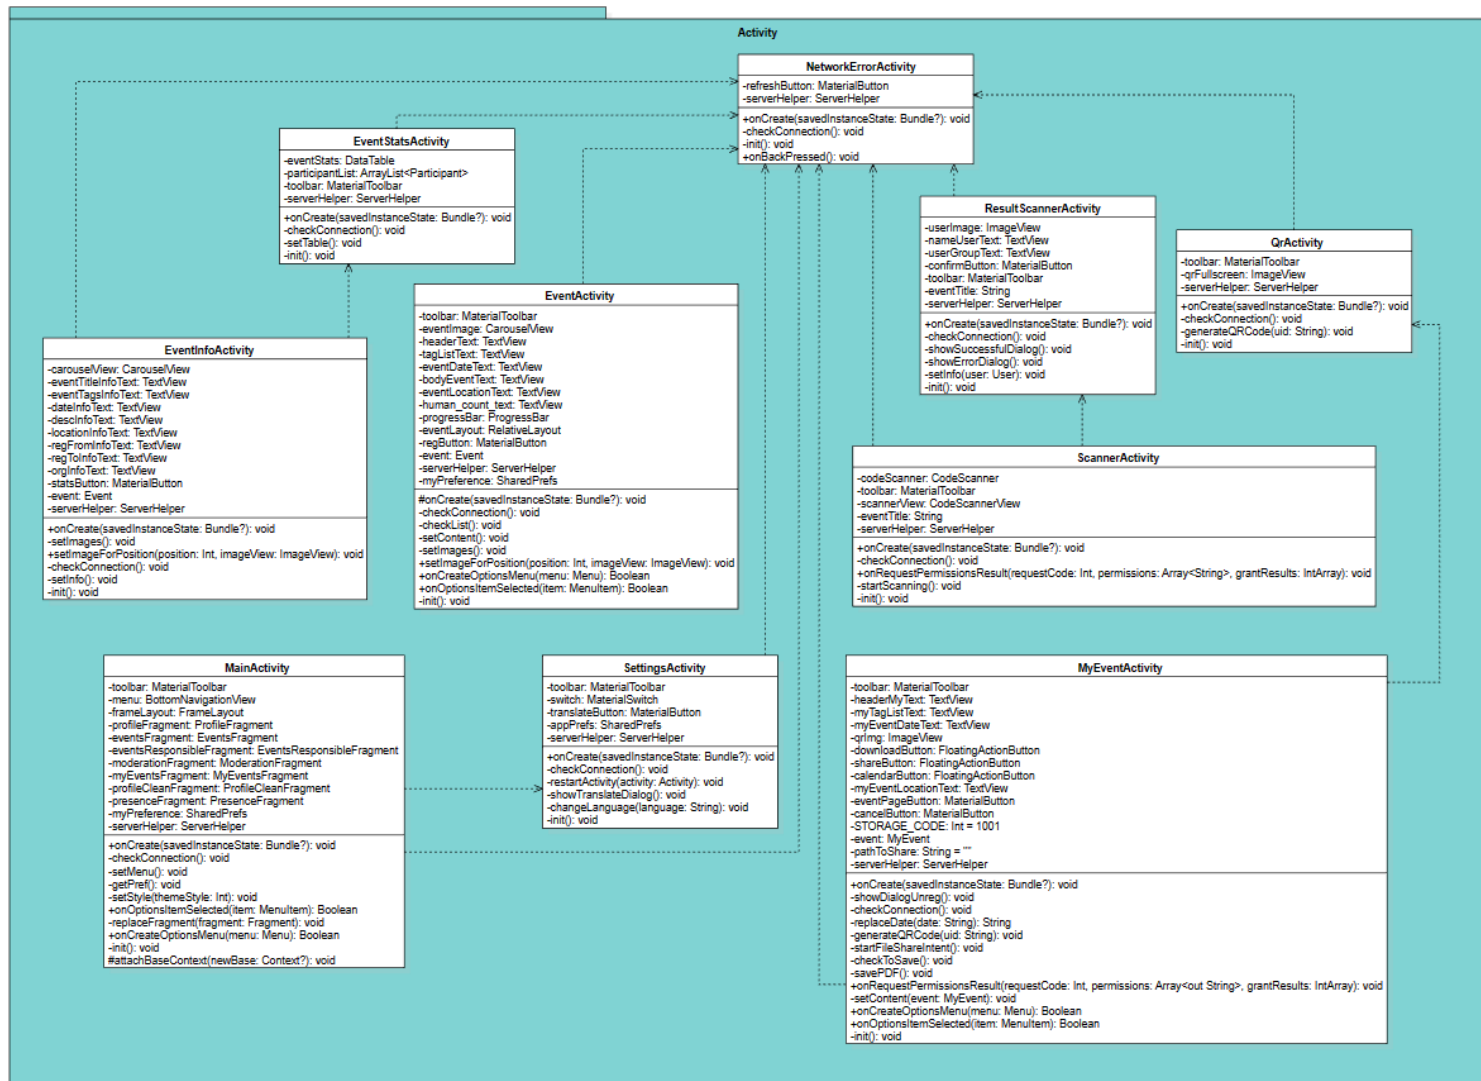 Activity
NetworkErrorActivity
-refreshButton: MaterialButton
-serverHelper: ServerHelper
+onCreate(savedInstanceState: Bundle?): void
-checkConnection(): void
-init(): void
+onBackPressed(): void
EventStatsActivity
-eventStats: DataTable
-participantList: ArrayList<Participant>
-toolbar: MaterialToolbar
-serverHelper: ServerHelper
+onCreate(savedInstanceState: Bundle?): void
-checkConnection(): void
-setTable(): void
-init(): void
ResultScannerActivity
-userImage: ImageView
-nameUserText: TextView
-userGroupText: TextView
-confirmButton: MaterialButton
-toolbar: MaterialToolbar
-eventTitle: String
-serverHelper: ServerHelper
+onCreate(savedInstanceState: Bundle?): void
-checkConnection(): void
-showSuccessfulDialog(): void
-showErrorDialog(): void
-setInfo(user: User): void
-init(): void
QrActivity
-toolbar: MaterialToolbar
-qrFullscreen: ImageView
-serverHelper: ServerHelper
+onCreate(savedInstanceState: Bundle?): void
-checkConnection(): void
-generateQRCode(uid: String): void
-init(): void
EventActivity
-toolbar: MaterialToolbar
-eventImage: CarouselView
-headerText: TextView
-tagListText: TextView
-eventDateText: TextView
-bodyEventText: TextView
-eventLocationText: TextView
-human_count_text: TextView
-progressBar: ProgressBar
-eventLayout: RelativeLayout
-regButton: MaterialButton
-event: Event
-serverHelper: ServerHelper
-myPreference: SharedPrefs
#onCreate(savedInstanceState: Bundle?): void
-checkConnection(): void
-checkList(): void
-setContent(): void
-setImages(): void
+setImageForPosition(position: Int, imageView: ImageView): void
+onCreateOptionsMenu(menu: Menu): Boolean
+onOptionsItemSelected(item: MenuItem): Boolean
-init(): void
EventInfoActivity
-carouselView: CarouselView
-eventTitleInfoText: TextView
-eventTagsInfoText: TextView
-dateInfoText: TextView
-descInfoText: TextView
-locationInfoText: TextView
-regFromInfoText: TextView
-regToInfoText: TextView
-orgInfoText: TextView
-statsButton: MaterialButton
-event: Event
-serverHelper: ServerHelper
+onCreate(savedInstanceState: Bundle?): void
-setImages(): void
+setImageForPosition(position: Int, imageView: ImageView): void
-checkConnection(): void
-setInfo(): void
-init(): void
ScannerActivity
-codeScanner: CodeScanner
-toolbar: MaterialToolbar
-scannerView: CodeScannerView
-eventTitle: String
-serverHelper: ServerHelper
+onCreate(savedInstanceState: Bundle?): void
-checkConnection(): void
+onRequestPermissionsResult(requestCode: Int, permissions: Array<String>, grantResults: IntArray): void
-startScanning(): void
-init(): void
MainActivity
-toolbar: MaterialToolbar
-menu: BottomNavigationView
-frameLayout: FrameLayout
-profileFragment: ProfileFragment
-eventsFragment: EventsFragment
-eventsResponsibleFragment: EventsResponsibleFragment
-moderationFragment: ModerationFragment
-myEventsFragment: MyEventsFragment
-profileCleanFragment: ProfileCleanFragment
-presenceFragment: PresenceFragment
-myPreference: SharedPrefs
-serverHelper: ServerHelper
+onCreate(savedInstanceState: Bundle?): void
-checkConnection(): void
-setMenu(): void
-getPref(): void
-setStyle(themeStyle: Int): void
+onOptionsItemSelected(item: MenuItem): Boolean
-replaceFragment(fragment: Fragment): void
+onCreateOptionsMenu(menu: Menu): Boolean
-init(): void
#attachBaseContext(newBase: Context?): void
SettingsActivity
-toolbar: MaterialToolbar
-switch: MaterialSwitch
-translateButton: MaterialButton
-appPrefs: SharedPrefs
-serverHelper: ServerHelper
+onCreate(savedInstanceState: Bundle?): void
-checkConnection(): void
-restartActivity(activity: Activity): void
-showTranslateDialog(): void
-changeLanguage(language: String): void
-init(): void
MyEventActivity
-toolbar: MaterialToolbar
-headerMyText: TextView
-myTagListText: TextView
-myEventDateText: TextView
-qrImg: ImageView
-downloadButton: FloatingActionButton
-shareButton: FloatingActionButton
-calendarButton: FloatingActionButton
-myEventLocationText: TextView
-eventPageButton: MaterialButton
-cancelButton: MaterialButton
-STORAGE_CODE: Int = 1001
-event: MyEvent
-pathToShare: String = ""
-serverHelper: ServerHelper
+onCreate(savedInstanceState: Bundle?): void
-showDialogUnreg(): void
-checkConnection(): void
-replaceDate(date: String): String
-generateQRCode(uid: String): void
-startFileShareIntent(): void
-checkToSave(): void
-savePDF(): void
+onRequestPermissionsResult(requestCode: Int, permissions: Array<out String>, grantResults: IntArray): void
-setContent(event: MyEvent): void
+onCreateOptionsMenu(menu: Menu): Boolean
+onOptionsItemSelected(item: MenuItem): Boolean
-init(): void